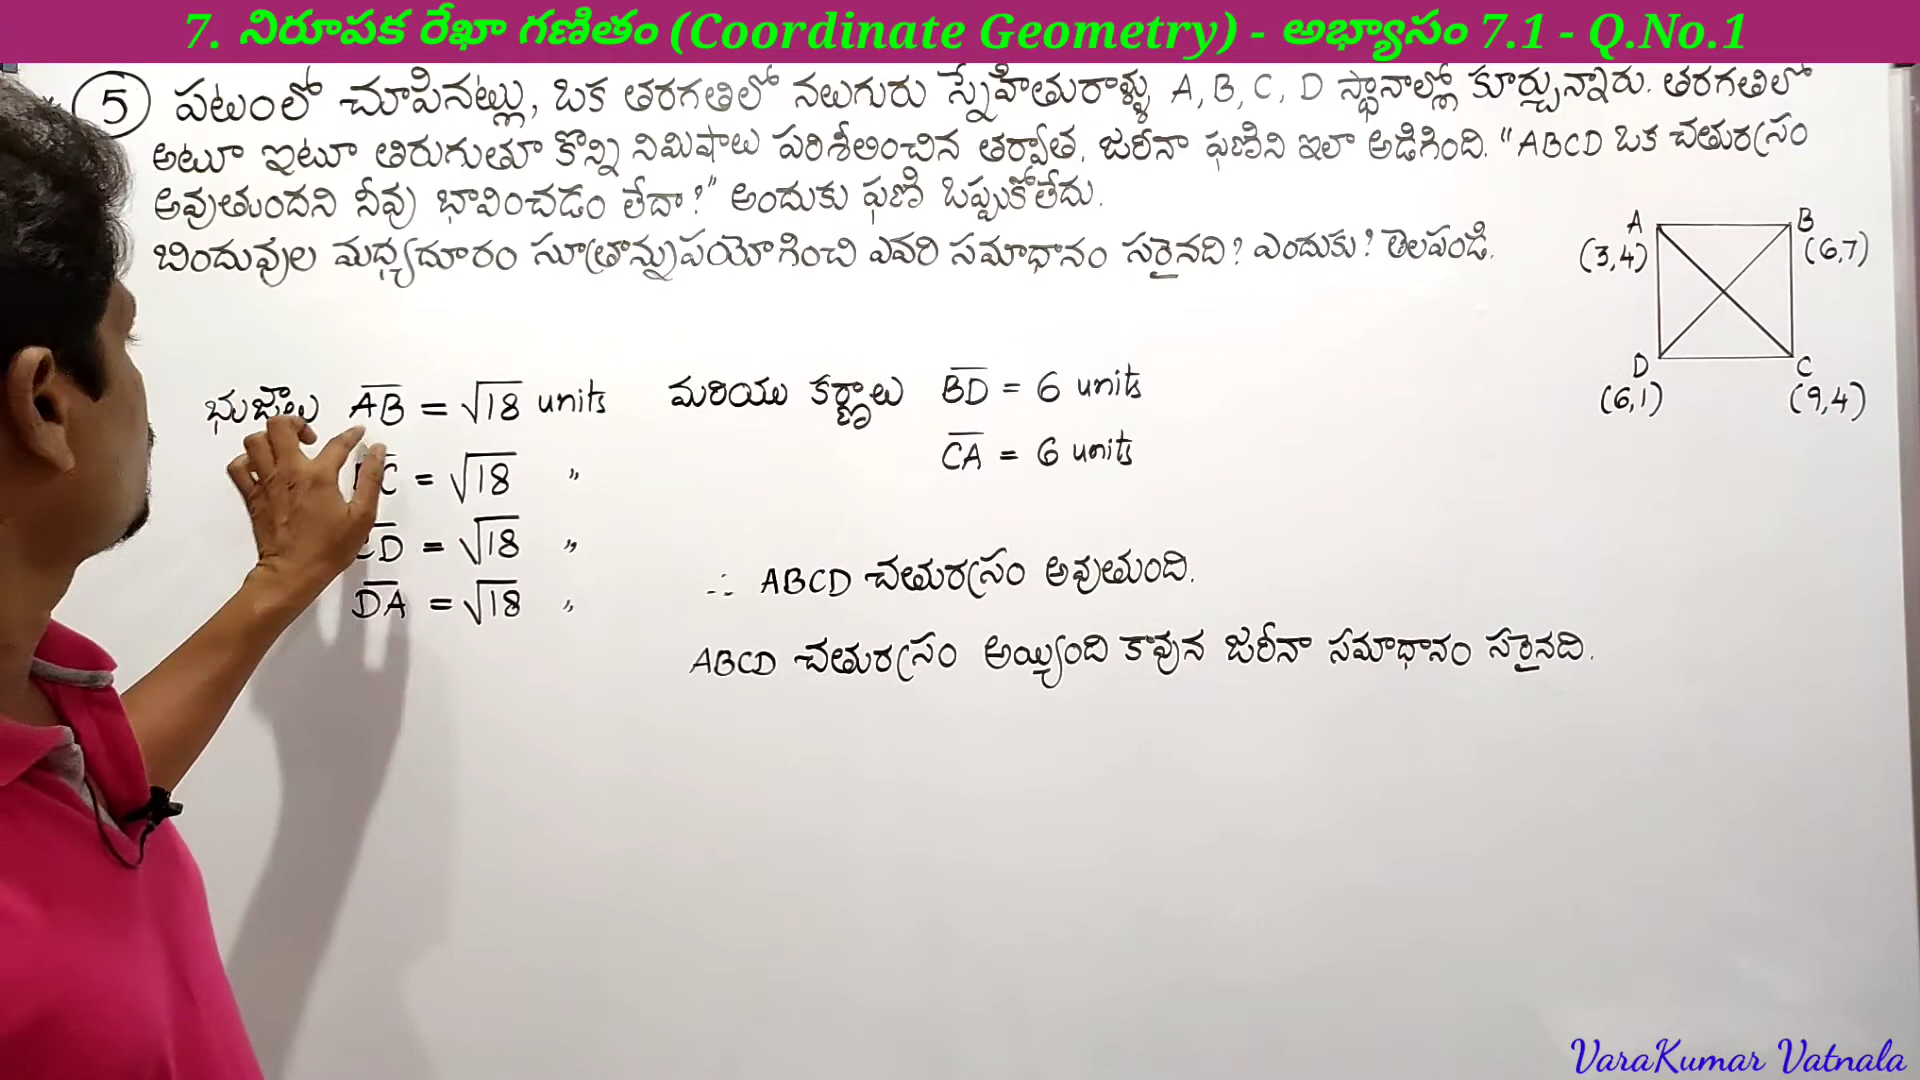 7. నిరూపక రేఖా గణితం (Coordinate Geometry) - అభ్యాసం 7.1 - Q.No.1
5 పటంలో చూపినట్లు, ఒక తరగతిలో నలుగురు స్నేహితురాళ్ళు A, B, C, D స్థానాల్లో కూర్చున్నారు. తరగతిలో
అటూ ఇటూ తిరుగుతూ కొన్ని నిమిషాలు పరిశీలించిన తర్వాత, జరీనా ఫణిని ఇలా అడిగింది. "ABCD ఒక చతురస్రం
అవుతుందని నీవు భావించడం లేదా?" అందుకు ఫణి ఒప్పుకోలేదు.
బిందువుల మధ్యదూరం సూత్రాన్నుపయోగించి ఎవరి సమాధానం సరైనది? ఎందుకు? తెలపండి.
A B
(3,4) (6,7)
D C
(6,1) (9,4)
భుజాలు AB = √18 units మరియు కర్ణాలు BD = 6 units
C = √18 "
CA = 6 units
CD = √18 "
DA = √18 "
∴ ABCD చతురస్రం అవుతుంది.
ABCD చతురస్రం అయ్యింది కావున జరీనా సమాధానం సరైనది.
VaraKumar Vatnala